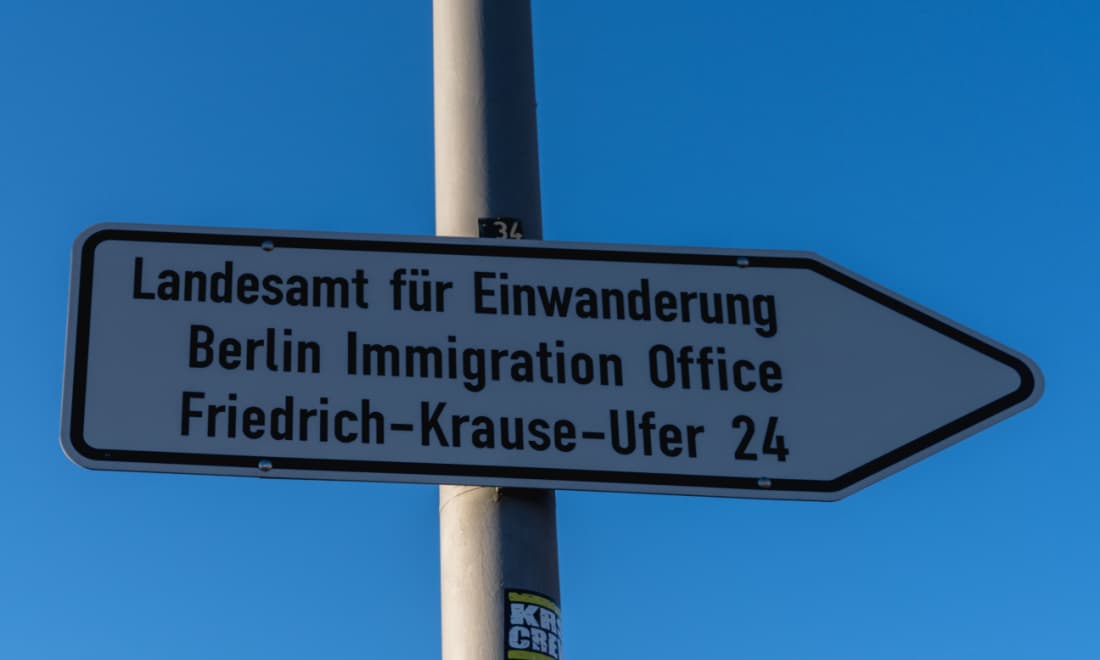 34
Landesamt für Einwanderung
Berlin Immigration Office
Friedrich-Krause-Ufer 24